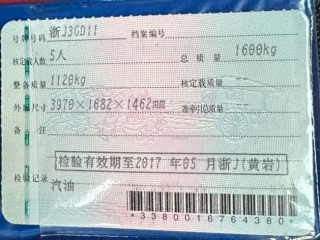 号牌号码 浙J3GD11 档案编号
核定载人数 5人 总质量 1600kg
整备质量 1120kg 核定载质量 --
外廓尺寸 3970×1682×1462mm 准牵引总质量 --
备注
检验有效期至2017年05月浙J(黄岩)
检验记录
汽油
*3380016764380*